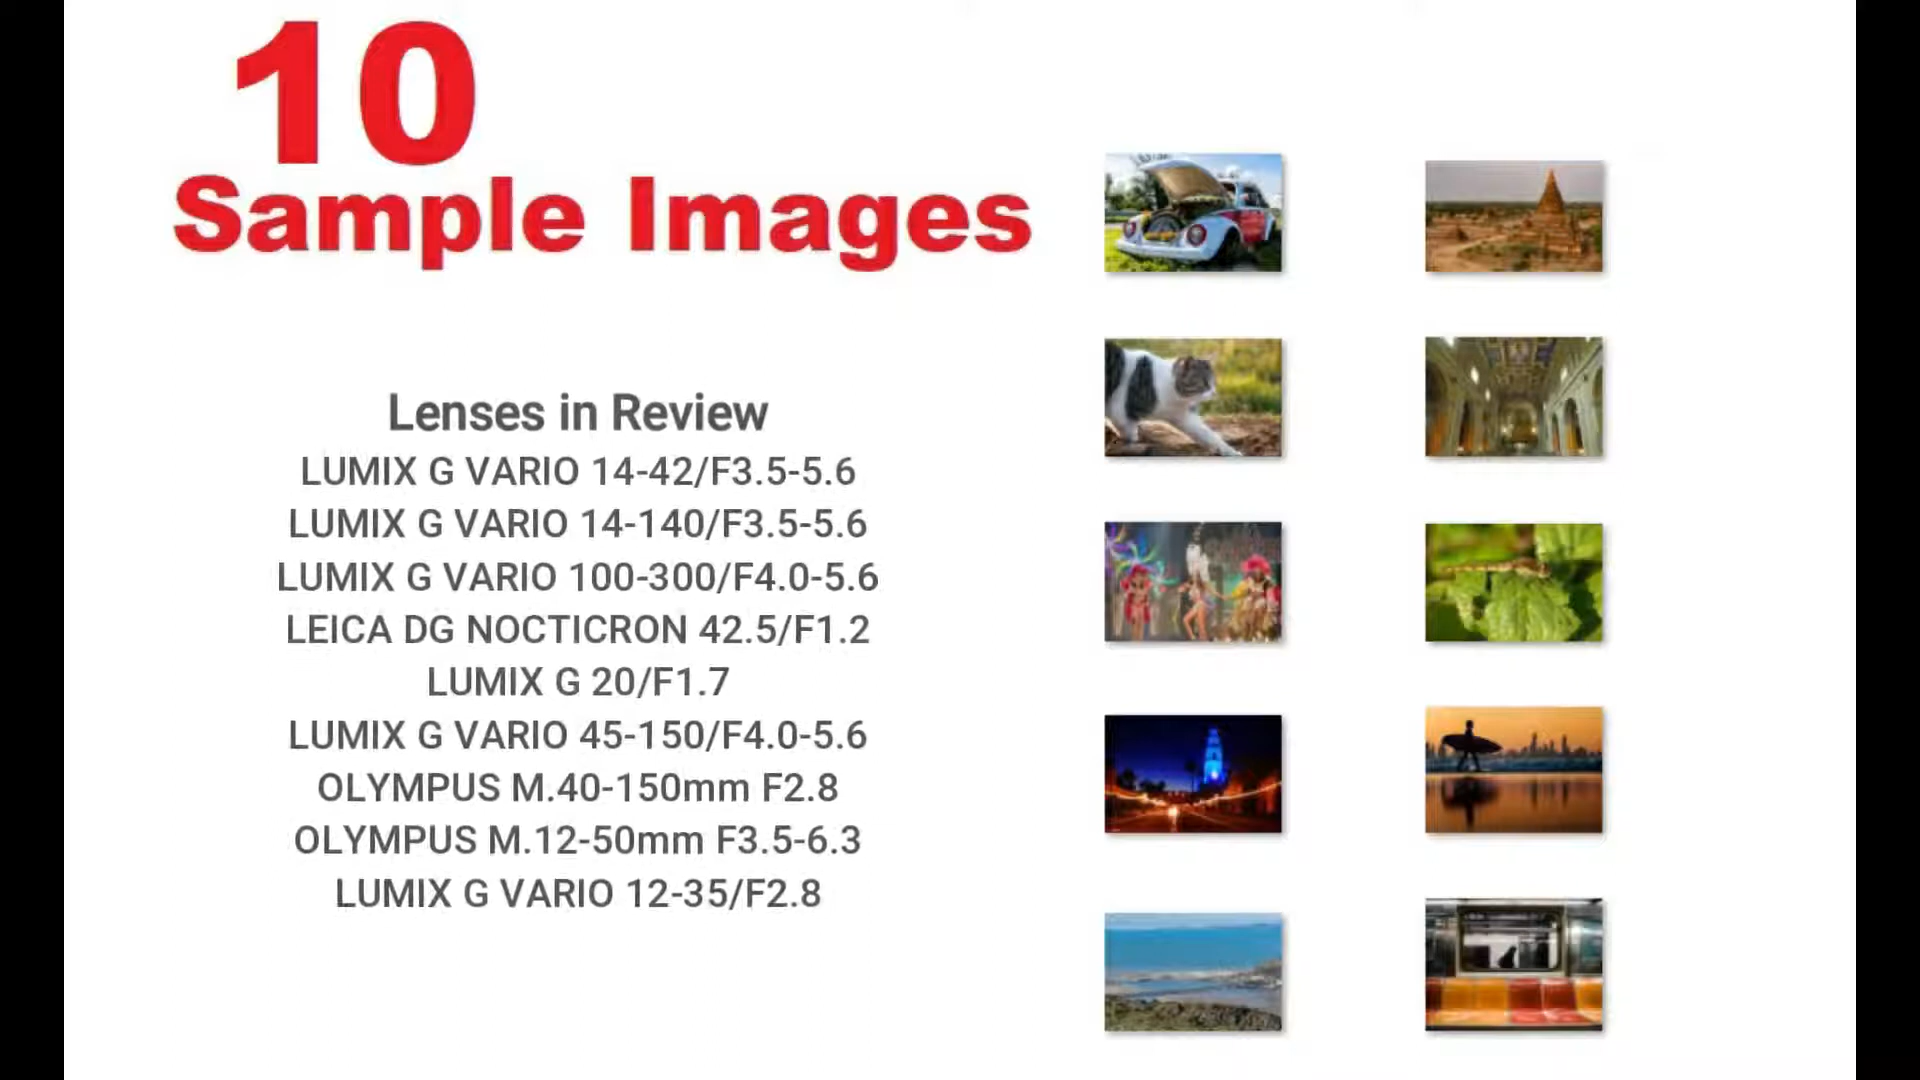 10
Sample Images
Lenses in Review
LUMIX G VARIO 14-42/F3.5-5.6
LUMIX G VARIO 14-140/F3.5-5.6
LUMIX G VARIO 100-300/F4.0-5.6
LEICA DG NOCTICRON 42.5/F1.2
LUMIX G 20/F1.7
LUMIX G VARIO 45-150/F4.0-5.6
OLYMPUS M.40-150mm F2.8
OLYMPUS M.12-50mm F3.5-6.3
LUMIX G VARIO 12-35/F2.8